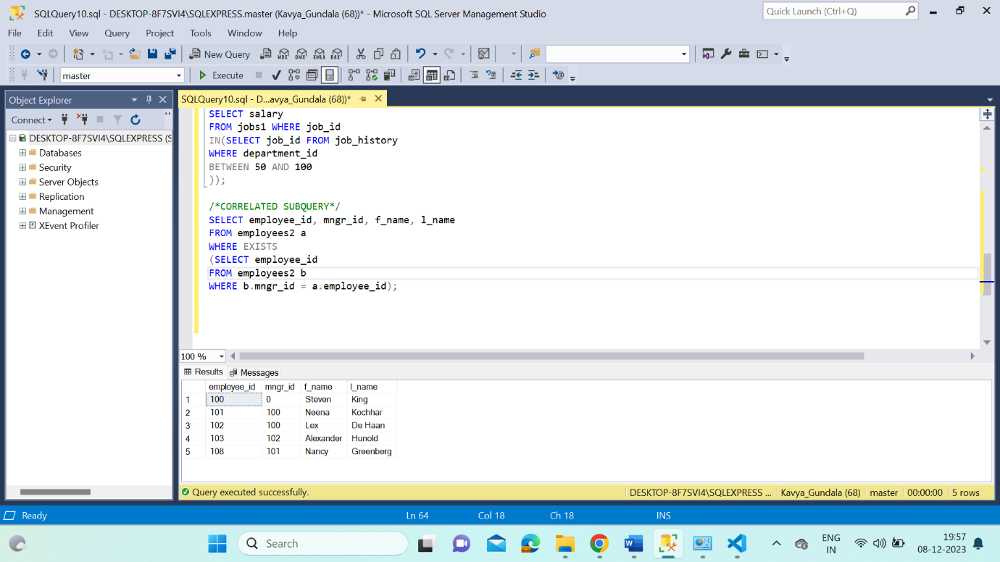 SQLQuery10.sql - DESKTOP-8F7SVI4\SQLEXPRESS.master (Kavya_Gundala (68))* - Microsoft SQL Server Management Studio
Quick Launch (Ctrl+Q)
File Edit View Query Project Tools Window Help
New Query MDX DMX XMLA DAX
master Execute
Object Explorer
SQLQuery10.sql - D...avya_Gundala (68))*
Connect
DESKTOP-8F7SVI4\SQLEXPRESS (S
Databases
Security
Server Objects
Replication
Management
XEvent Profiler
SELECT salary
FROM jobs1 WHERE job_id
IN(SELECT job_id FROM job_history
WHERE department_id
BETWEEN 50 AND 100
));
/*CORRELATED SUBQUERY*/
SELECT employee_id, mngr_id, f_name, l_name
FROM employees2 a
WHERE EXISTS
(SELECT employee_id
FROM employees2 b
WHERE b.mngr_id = a.employee_id);
100 %
Results Messages
employee_id mngr_id f_name l_name
1 100 0 Steven King
2 101 100 Neena Kochhar
3 102 100 Lex De Haan
4 103 102 Alexander Hunold
5 108 101 Nancy Greenberg
Query executed successfully. DESKTOP-8F7SVI4\SQLEXPRESS ... Kavya_Gundala (68) master 00:00:00 5 rows
Ready Ln 64 Col 18 Ch 18 INS
Search
ENG
IN
19:57
08-12-2023